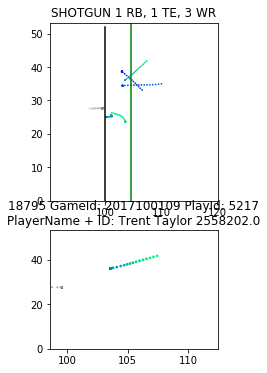 SHOTGUN 1 RB, 1 TE, 3 WR
50
40
30
20
10
0
100 110 120
18795 GameId: 2017100109 PlayId: 5217
PlayerName + ID: Trent Taylor 2558202.0
40
20
0
100 105 110